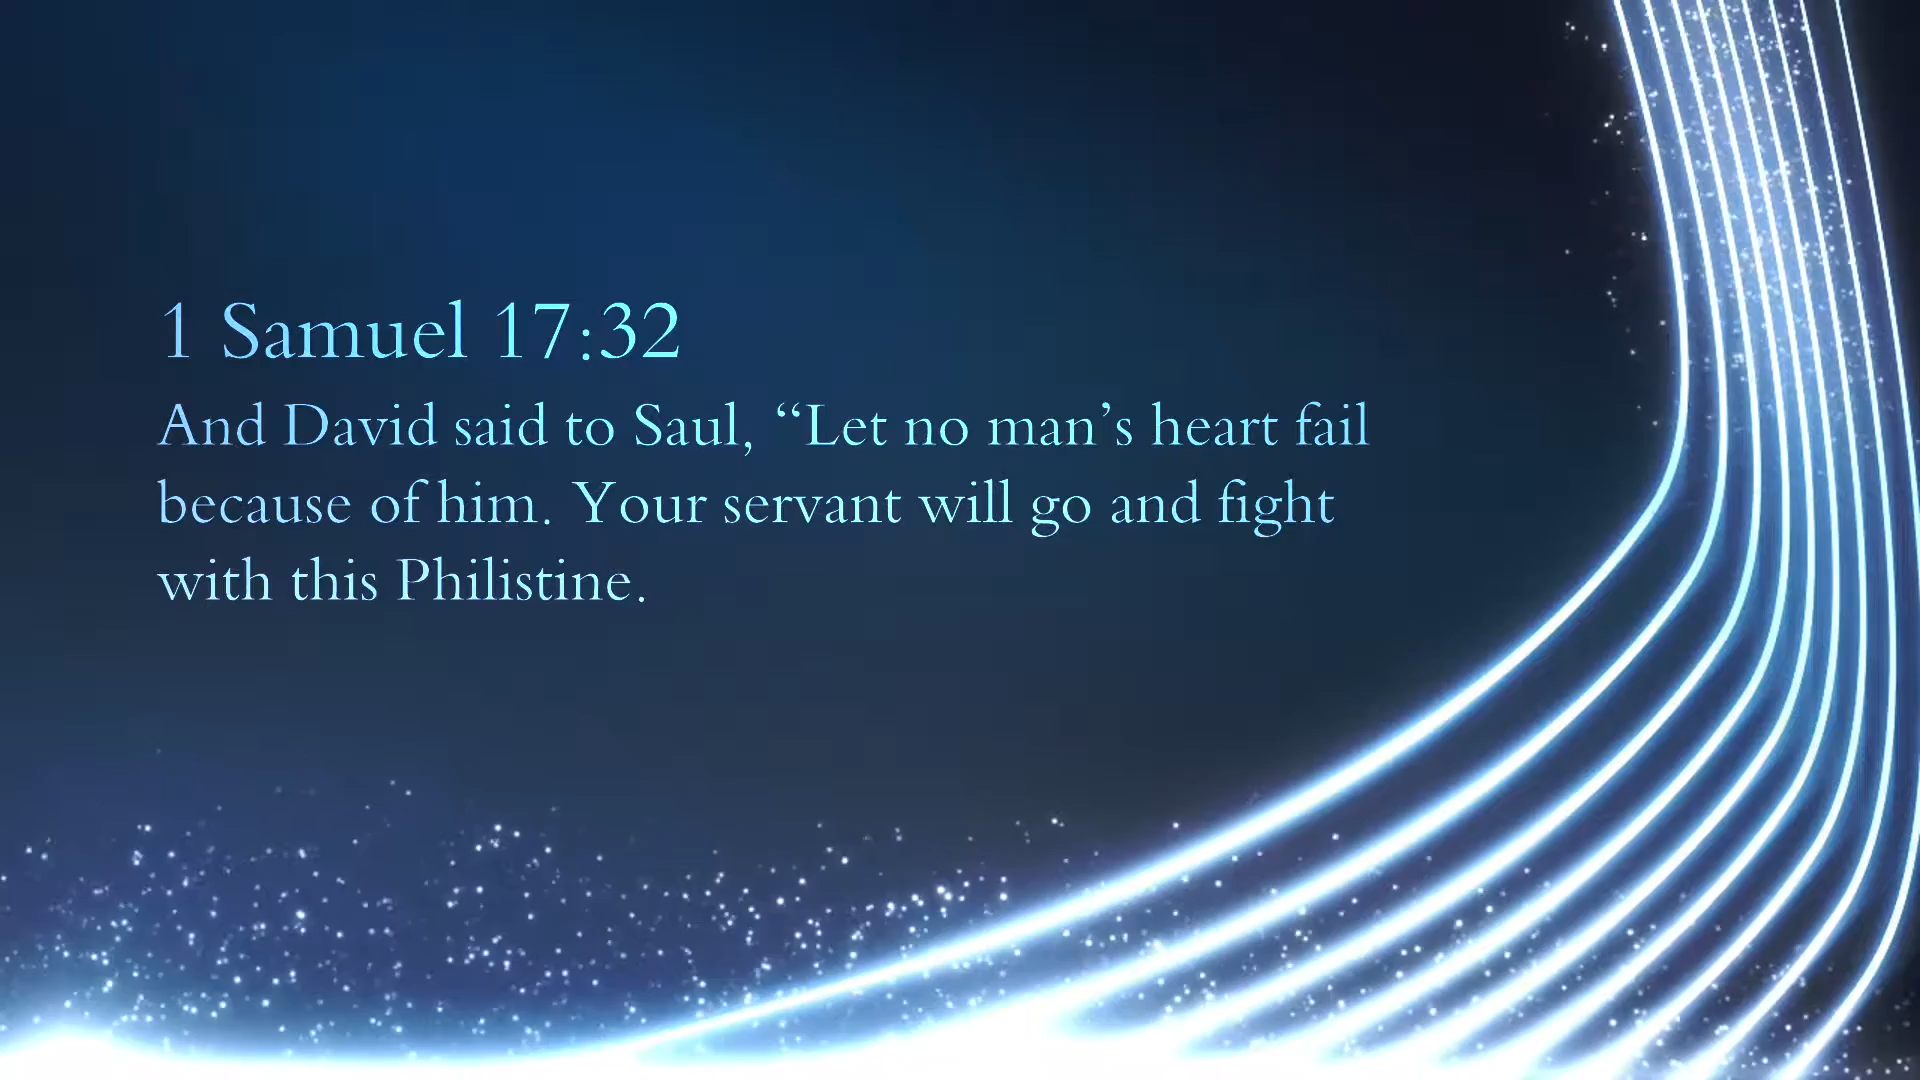 1 Samuel 17:32
And David said to Saul, “Let no man’s heart fail
because of him. Your servant will go and fight
with this Philistine.